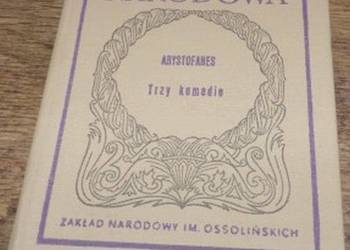 NARODOWA
ARYSTOFANES
Trzy komedie
ZAKŁAD NARODOWY IM. OSSOLIŃSKICH